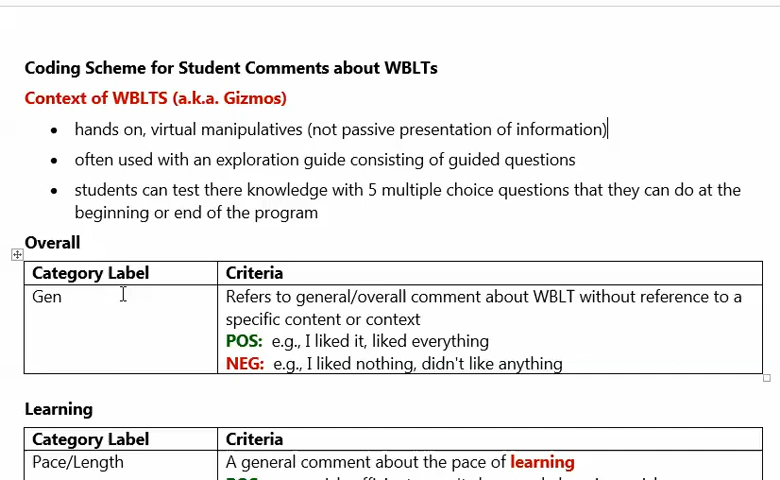 Coding Scheme for Student Comments about WBLTs
Context of WBLTS (a.k.a. Gizmos)
• hands on, virtual manipulatives (not passive presentation of information)
• often used with an exploration guide consisting of guided questions
• students can test there knowledge with 5 multiple choice questions that they can do at the
beginning or end of the program
Overall
Category Label Criteria
Gen Refers to general/overall comment about WBLT without reference to a
specific content or context
POS: e.g., I liked it, liked everything
NEG: e.g., I liked nothing, didn't like anything
Learning
Category Label Criteria
Pace/Length A general comment about the pace of learning